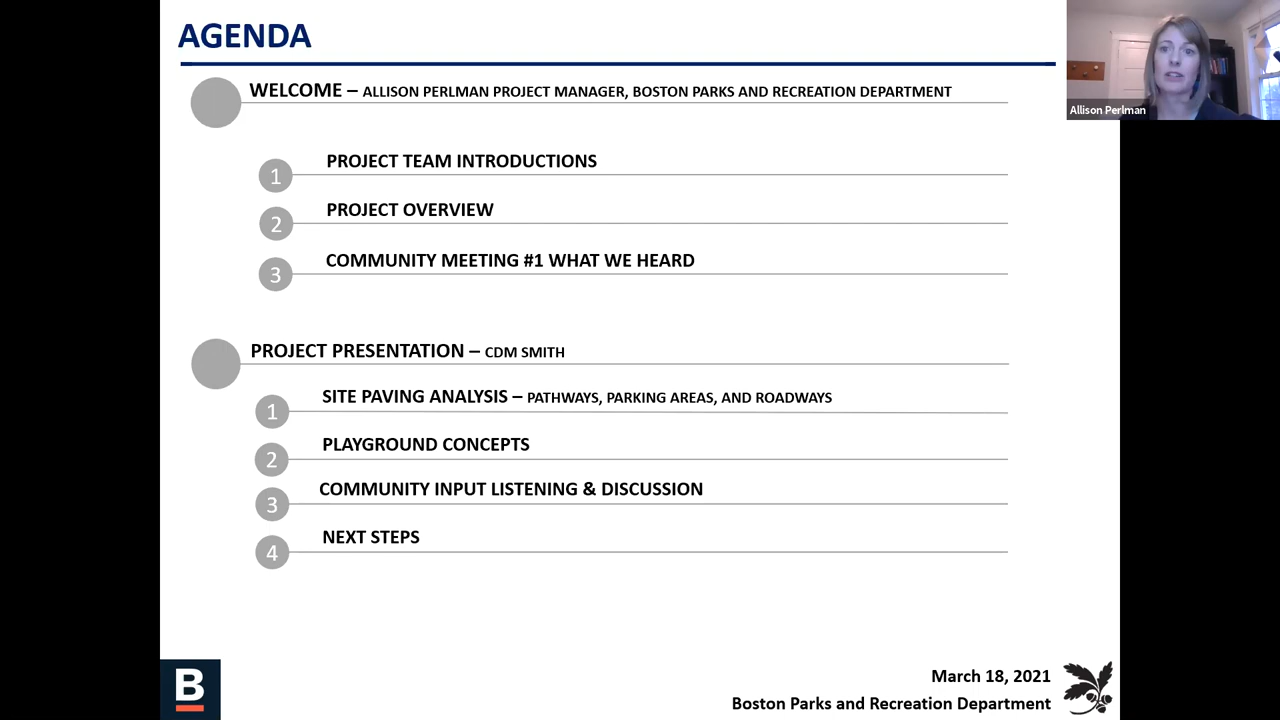 AGENDA
Allison Perlman
WELCOME – ALLISON PERLMAN PROJECT MANAGER, BOSTON PARKS AND RECREATION DEPARTMENT
1 PROJECT TEAM INTRODUCTIONS
2 PROJECT OVERVIEW
3 COMMUNITY MEETING #1 WHAT WE HEARD
PROJECT PRESENTATION – CDM SMITH
1 SITE PAVING ANALYSIS – PATHWAYS, PARKING AREAS, AND ROADWAYS
2 PLAYGROUND CONCEPTS
3 COMMUNITY INPUT LISTENING & DISCUSSION
4 NEXT STEPS
B
March 18, 2021
Boston Parks and Recreation Department